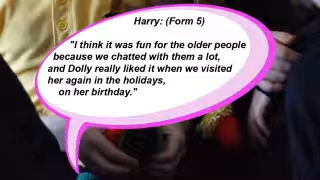 Harry: (Form 5)
"I think it was fun for the older people
because we chatted with them a lot,
and Dolly really liked it when we visited
her again in the holidays,
on her birthday."